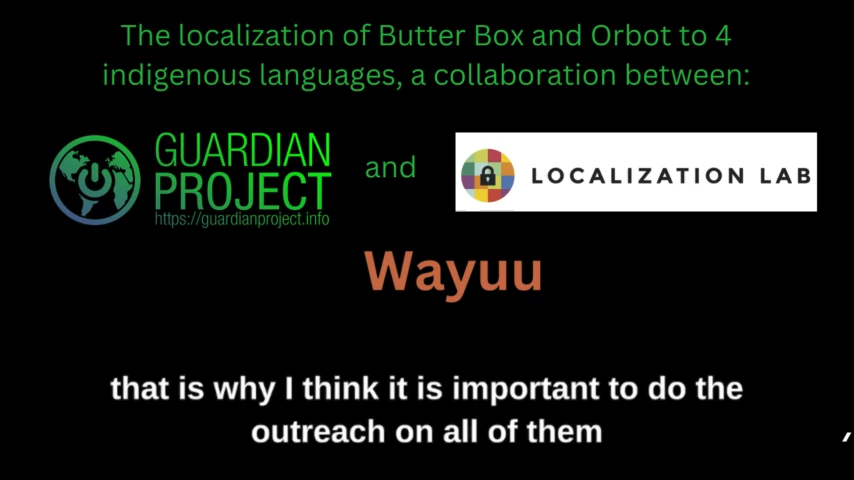 The localization of Butter Box and Orbot to 4
indigenous languages, a collaboration between:
GUARDIAN
PROJECT
https://guardianproject.info
and
LOCALIZATION LAB
Wayuu
that is why I think it is important to do the
outreach on all of them
,